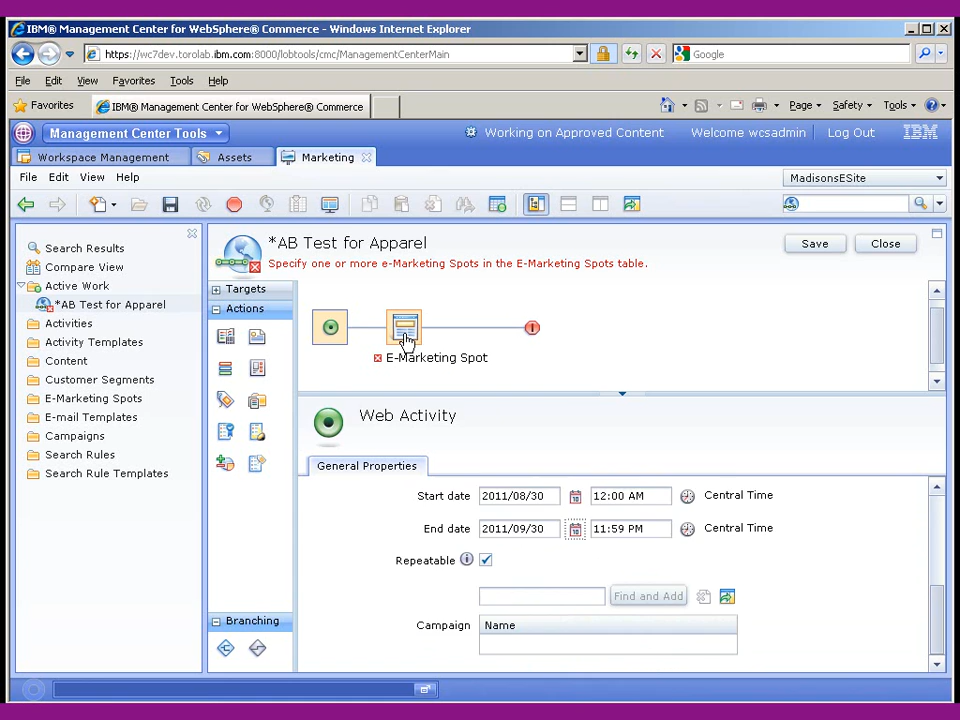 IBM® Management Center for WebSphere® Commerce - Windows Internet Explorer
https://wc7dev.torolab.ibm.com:8000/lobtools/cmc/ManagementCenterMain
Google
File Edit View Favorites Tools Help
Favorites
IBM® Management Center for WebSphere® Commerce
Page Safety Tools
Management Center Tools
Working on Approved Content
Welcome wcsadmin
Log Out
IBM
Workspace Management
Assets
Marketing
File Edit View Help
MadisonsESite
Search Results
Compare View
Active Work
*AB Test for Apparel
Activities
Activity Templates
Content
Customer Segments
E-Marketing Spots
E-mail Templates
Campaigns
Search Rules
Search Rule Templates
*AB Test for Apparel
Specify one or more e-Marketing Spots in the E-Marketing Spots table.
Save
Close
Targets
Actions
Branching
E-Marketing Spot
Web Activity
General Properties
Start date 2011/08/30 12:00 AM Central Time
End date 2011/09/30 11:59 PM Central Time
Repeatable
Find and Add
Campaign
Name